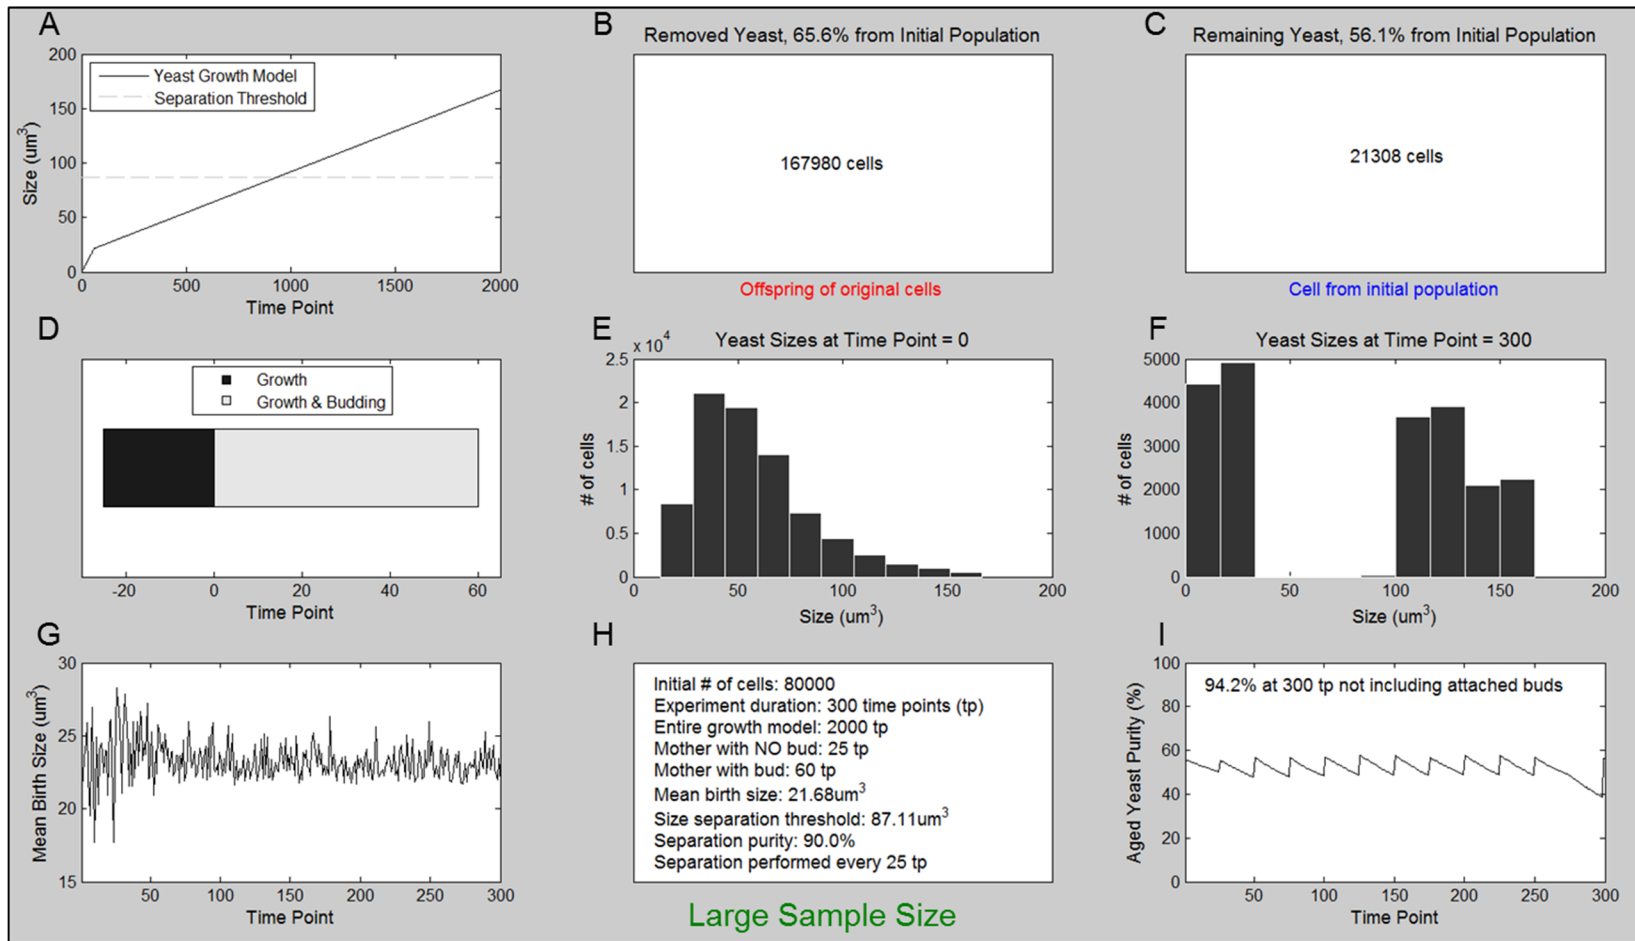 A
200
150
100
50
0
Size (um³)
Yeast Growth Model
Separation Threshold
0 500 1000 1500 2000
Time Point
B
Removed Yeast, 65.6% from Initial Population
167980 cells
Offspring of original cells
C
Remaining Yeast, 56.1% from Initial Population
21308 cells
Cell from initial population
D
Growth
Growth & Budding
-20 0 20 40 60
Time Point
E
Yeast Sizes at Time Point = 0
x 10⁴
2.5
2
1.5
1
0.5
0
# of cells
0 50 100 150 200
Size (um³)
F
Yeast Sizes at Time Point = 300
5000
4000
3000
2000
1000
0
# of cells
0 50 100 150 200
Size (um³)
G
30
25
20
15
Mean Birth Size (um³)
50 100 150 200 250 300
Time Point
H
Initial # of cells: 80000
Experiment duration: 300 time points (tp)
Entire growth model: 2000 tp
Mother with NO bud: 25 tp
Mother with bud: 60 tp
Mean birth size: 21.68um³
Size separation threshold: 87.11um³
Separation purity: 90.0%
Separation performed every 25 tp
Large Sample Size
I
100
80
60
40
20
0
Aged Yeast Purity (%)
94.2% at 300 tp not including attached buds
50 100 150 200 250 300
Time Point